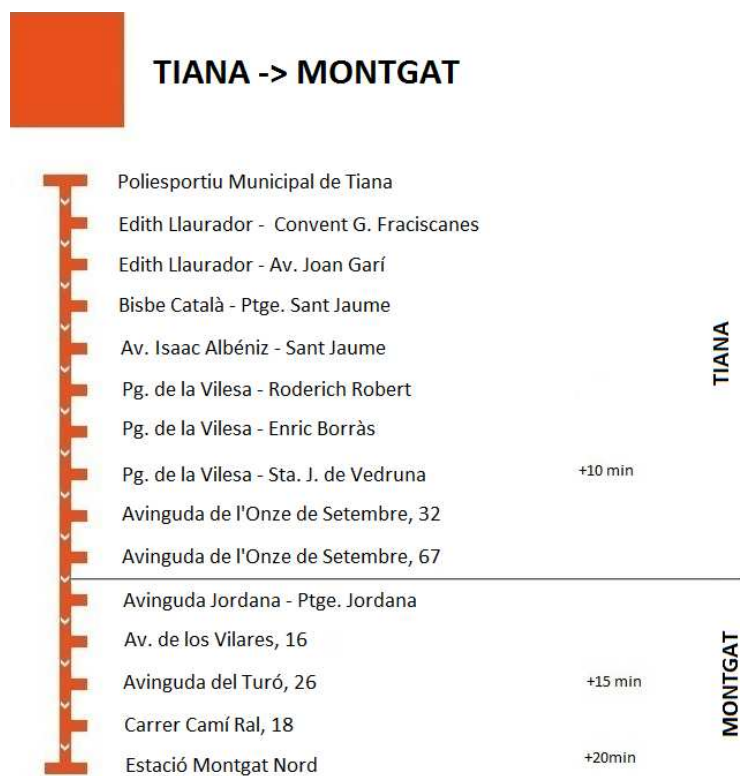 TIANA -> MONTGAT
Poliesportiu Municipal de Tiana
Edith Llaurador - Convent G. Fraciscanes
Edith Llaurador - Av. Joan Garí
Bisbe Català - Ptge. Sant Jaume
Av. Isaac Albéniz - Sant Jaume
Pg. de la Vilesa - Roderich Robert
Pg. de la Vilesa - Enric Borràs
Pg. de la Vilesa - Sta. J. de Vedruna +10 min
Avinguda de l'Onze de Setembre, 32
Avinguda de l'Onze de Setembre, 67
TIANA
Avinguda Jordana - Ptge. Jordana
Av. de los Vilares, 16
Avinguda del Turó, 26 +15 min
Carrer Camí Ral, 18
Estació Montgat Nord +20min
MONTGAT